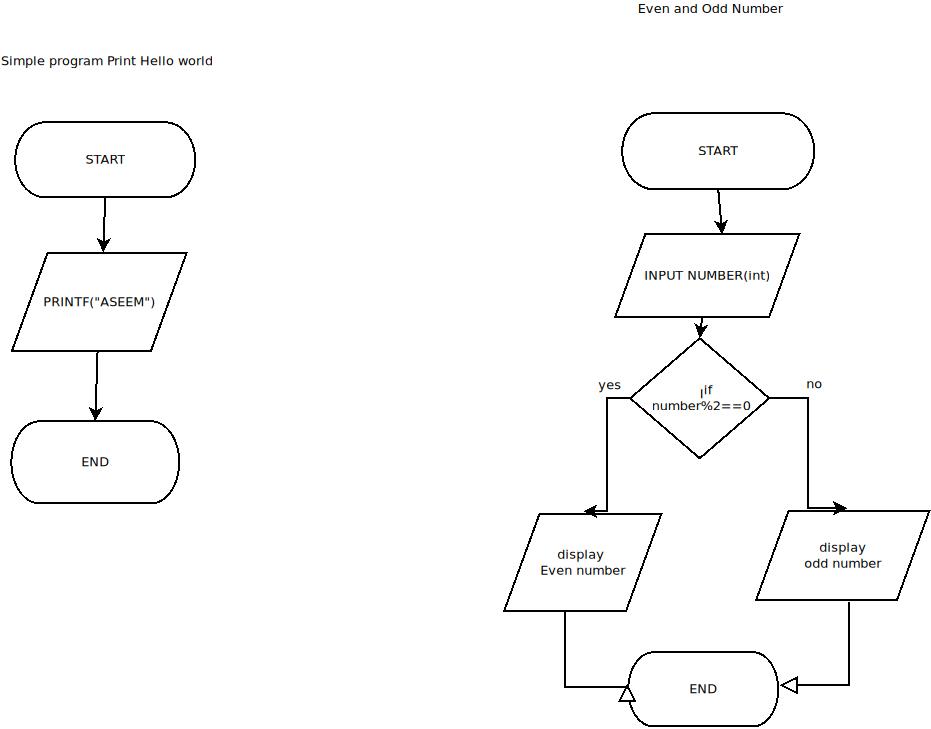 Simple program Print Hello world
START
PRINTF("ASEEM")
END
Even and Odd Number
START
INPUT NUMBER(int)
if
number%2==0
yes
no
display
Even number
display
odd number
END